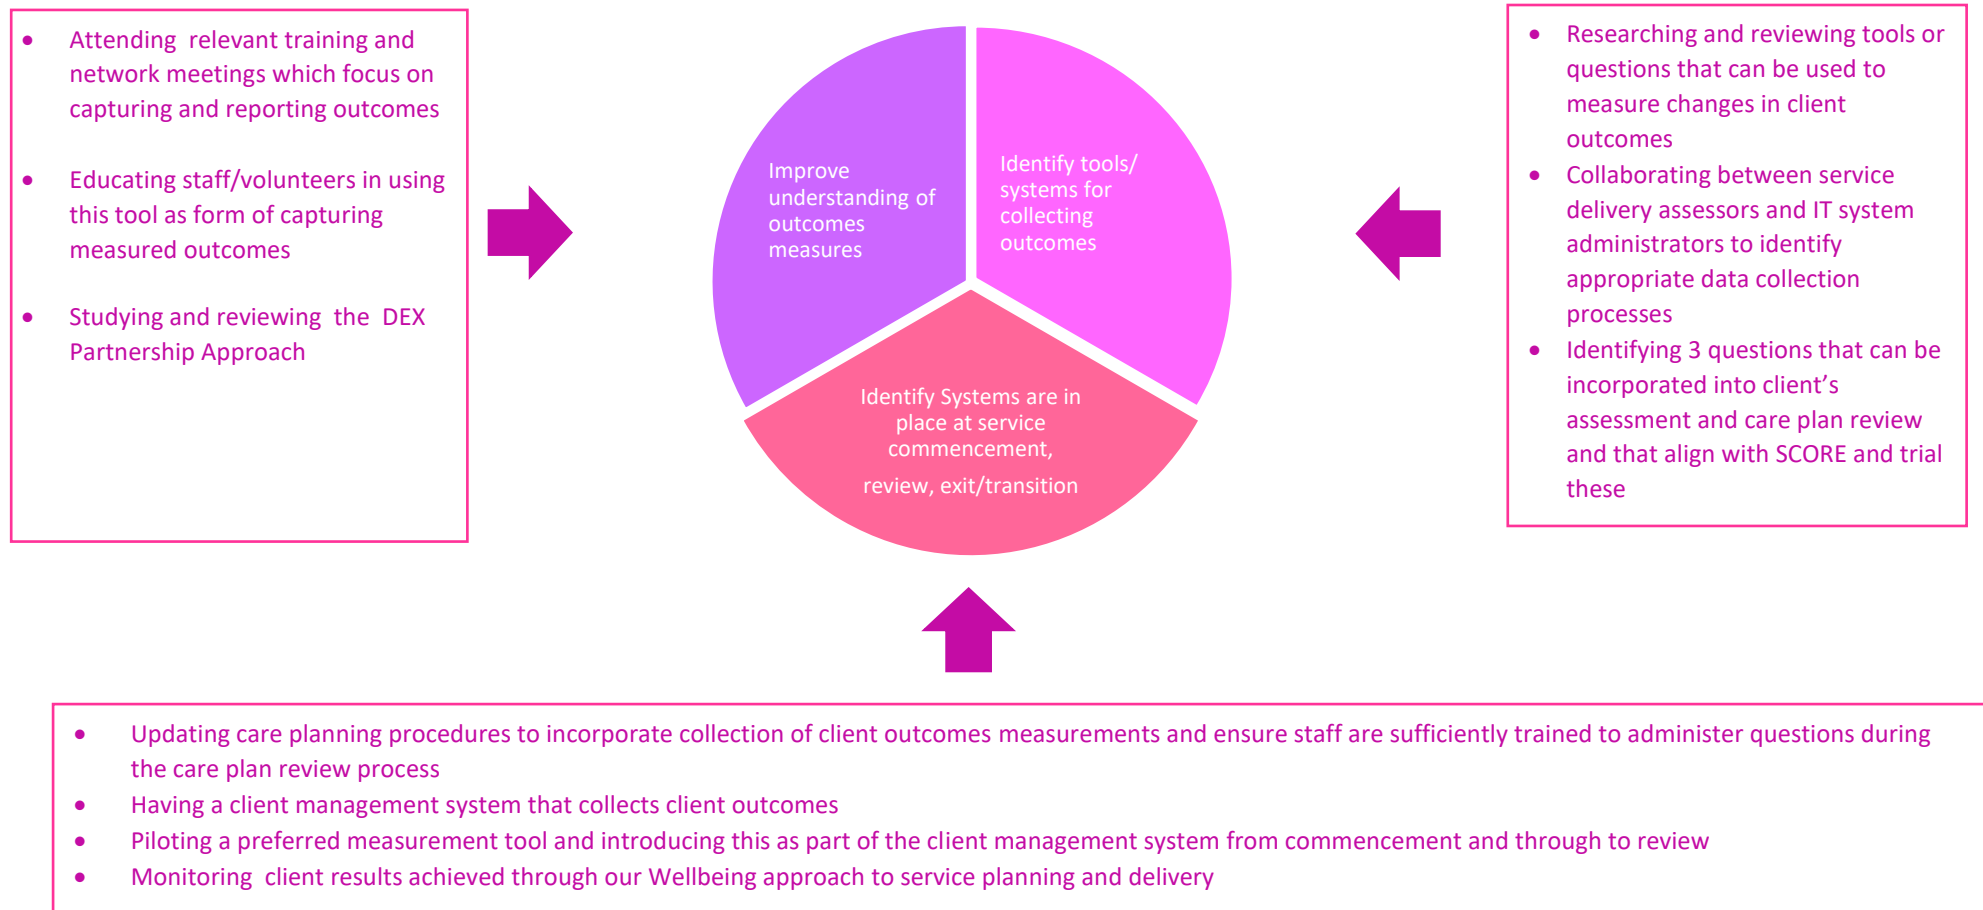 • Attending relevant training and
network meetings which focus on
capturing and reporting outcomes
• Educating staff/volunteers in using
this tool as form of capturing
measured outcomes
• Studying and reviewing the DEX
Partnership Approach
Improve
understanding of
outcomes
measures
Identify tools/
systems for
collecting
outcomes
Identify Systems are in
place at service
commencement,
review, exit/transition
• Researching and reviewing tools or
questions that can be used to
measure changes in client
outcomes
• Collaborating between service
delivery assessors and IT system
administrators to identify
appropriate data collection
processes
• Identifying 3 questions that can be
incorporated into client’s
assessment and care plan review
and that align with SCORE and trial
these
• Updating care planning procedures to incorporate collection of client outcomes measurements and ensure staff are sufficiently trained to administer questions during
the care plan review process
• Having a client management system that collects client outcomes
• Piloting a preferred measurement tool and introducing this as part of the client management system from commencement and through to review
• Monitoring client results achieved through our Wellbeing approach to service planning and delivery